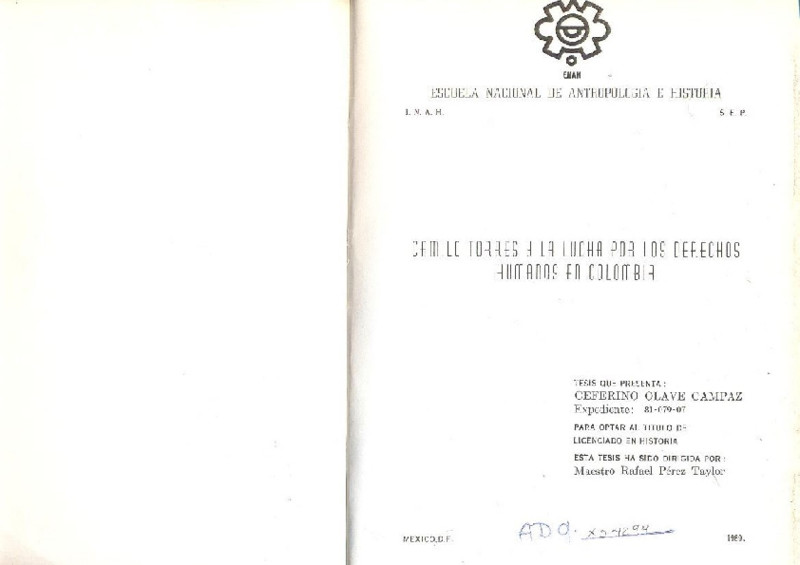 ENAH
ESCUELA NACIONAL DE ANTROPOLOGIA E HISTORIA
I. N. A. H. S. E. P.
CAMILO TORRES Y LA LUCHA POR LOS DERECHOS
HUMANOS EN COLOMBIA
TESIS QUE PRESENTA:
CEFERINO OLAVE CAMPAZ
Expediente: 81-079-07
PARA OPTAR AL TITULO DE
LICENCIADO EN HISTORIA
ESTA TESIS HA SIDO DIRIGIDA POR:
Maestro Rafael Pérez Taylor
ADQ.
MEXICO, D.F.